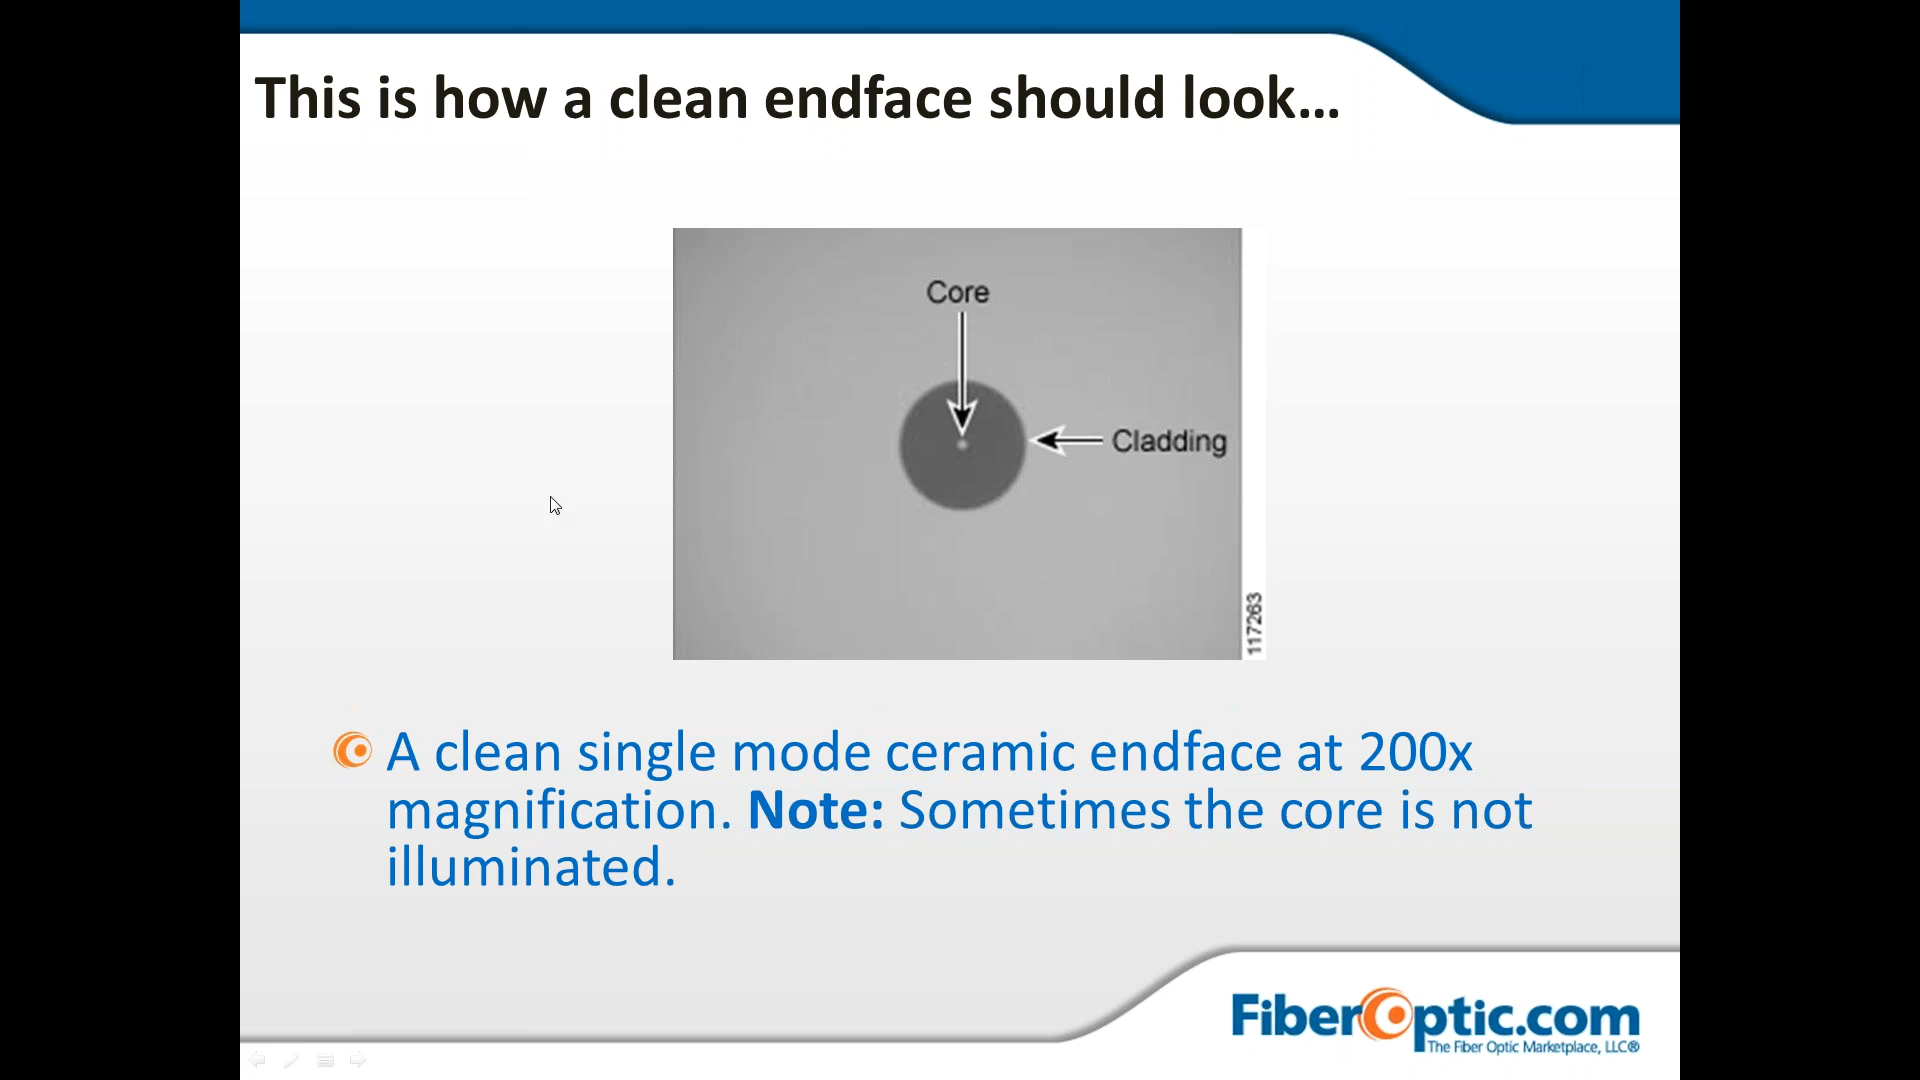 This is how a clean endface should look...
Core
Cladding
117263
A clean single mode ceramic endface at 200x
magnification. Note: Sometimes the core is not
illuminated.
FiberOptic.com
The Fiber Optic Marketplace, LLC®